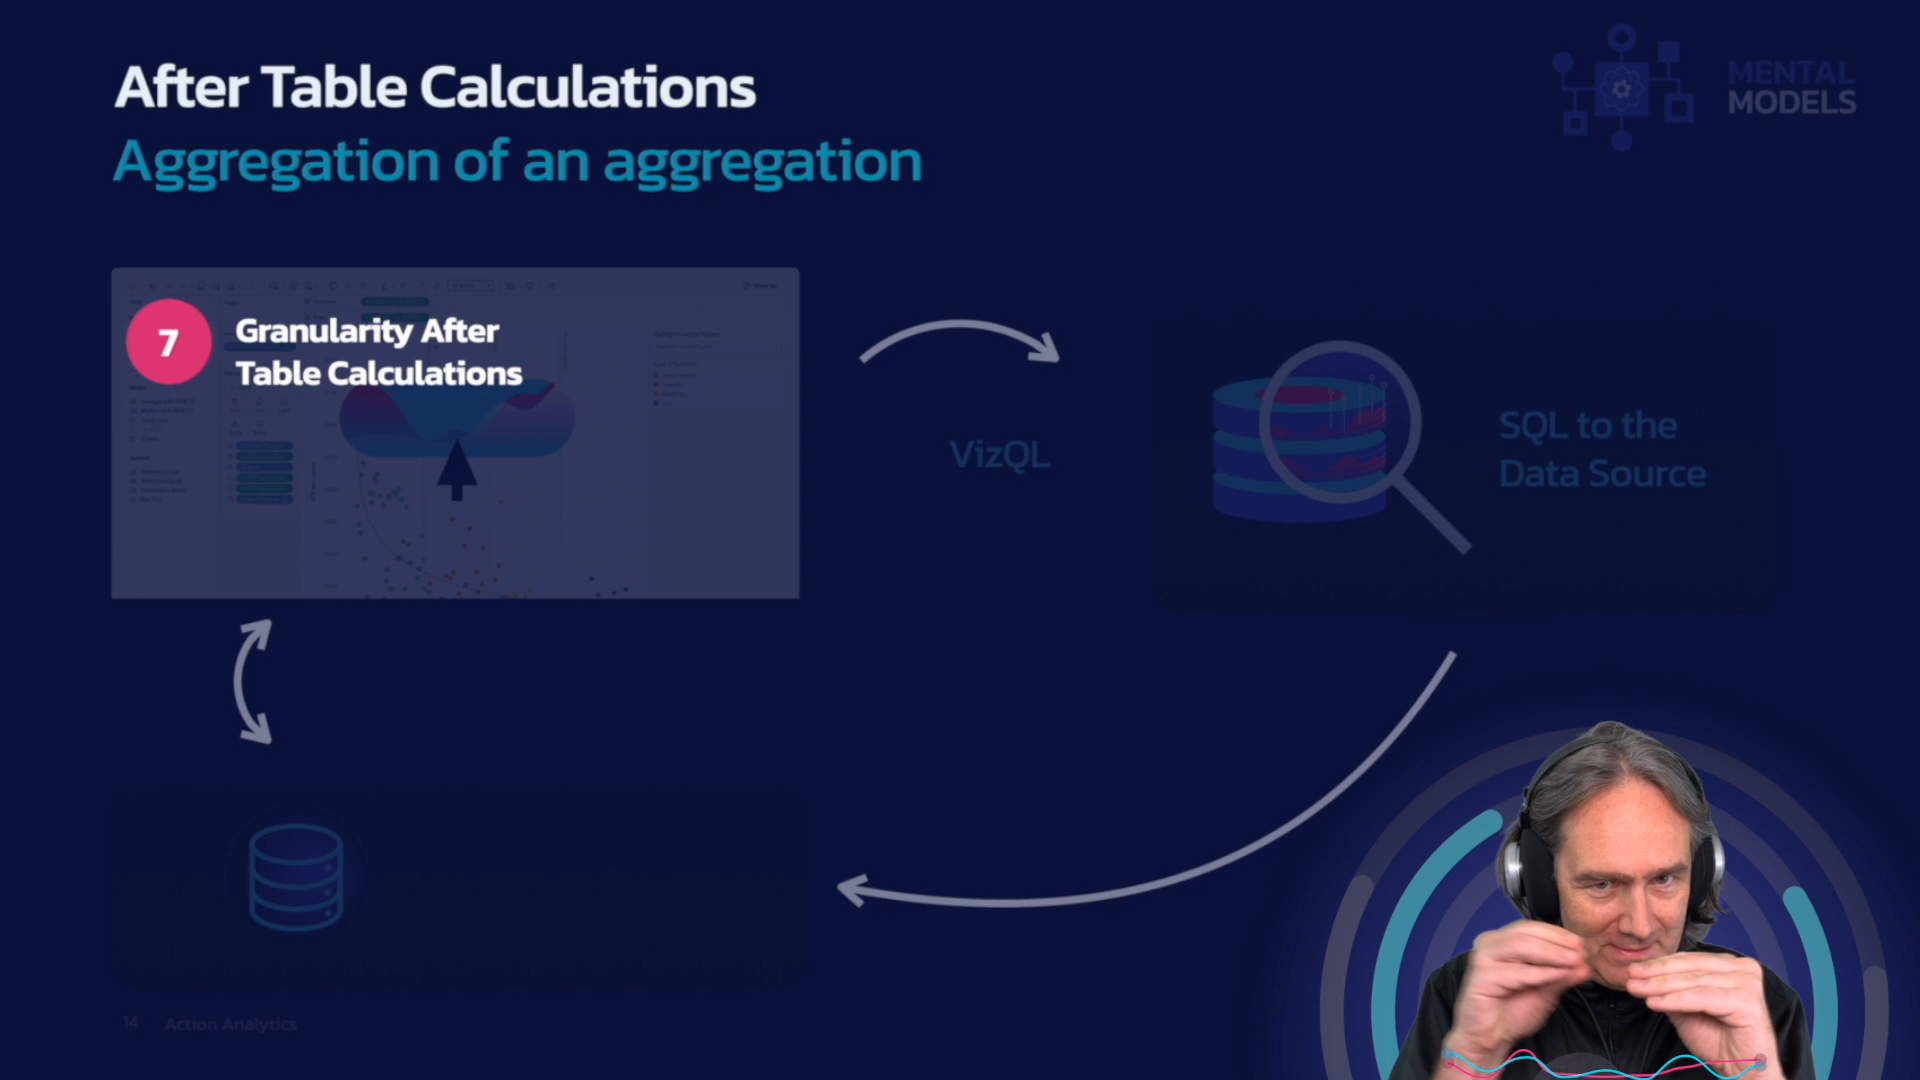 After Table Calculations
Aggregation of an aggregation
MENTAL
MODELS
7
Granularity After
Table Calculations
VizQL
SQL to the
Data Source
14 Action Analytics